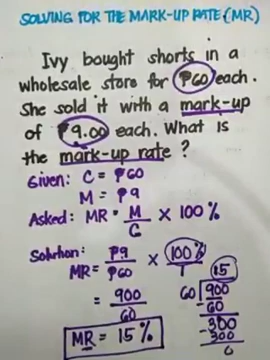 SOLVING FOR THE MARK-UP RATE (MR)
Ivy bought shorts in a
wholesale store for ₱60 each.
She sold it with a mark-up
of ₱9.00 each. What is
the mark-up rate?
Given: C = ₱60
M = ₱9
Asked: MR = M/C × 100%
Solution:
MR = ₱9/₱60 × 100%/1
= 900/60
MR = 15%
15
60 900
-60
300
-300
0